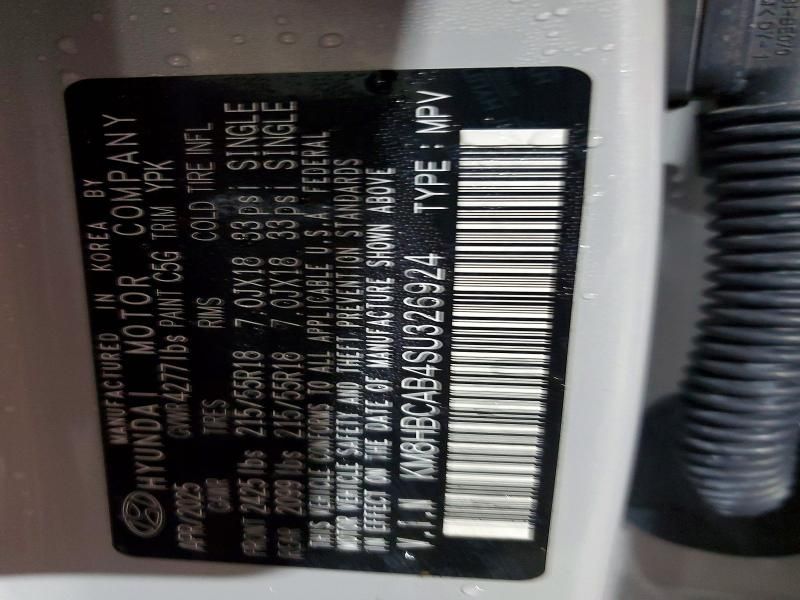 MANUFACTURED IN KOREA BY
HYUNDAI MOTOR COMPANY
APR/2025 GVWR 4277lbs PAINT C5G TRIM YPK
GAWR TIRES RIMS COLD TIRE INFL
FRONT 2425 lbs 215/55R18 7.0JX18 33psi SINGLE
REAR 2099 lbs 215/55R18 7.0JX18 33psi SINGLE
THIS VEHICLE CONFORMS TO ALL APPLICABLE U.S.A. FEDERAL
MOTOR VEHICLE SAFETY AND THEFT PREVENTION STANDARDS
IN EFFECT ON THE DATE OF MANUFACTURE SHOWN ABOVE
V.I.N KM8HBCAB4SU326924 TYPE : MPV